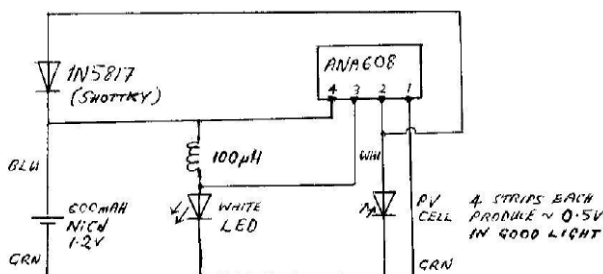 1N5817
(SHOTTKY)
ANA608
4 3 2 1
BLU
100µH
WHI
600mAH
NiCd
1.2V
WHITE
LED
PV
CELL
4 STRIPS EACH
PRODUCE ~ 0.5V
IN GOOD LIGHT
GRN
GRN